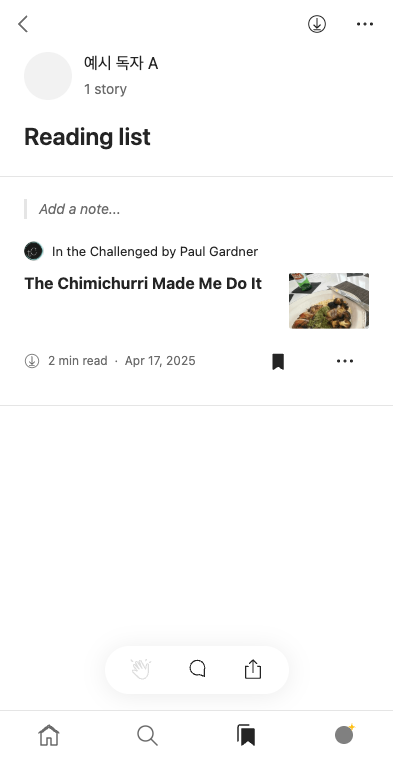 예시 독자 A
1 story
Reading list
Add a note...
In the Challenged by Paul Gardner
The Chimichurri Made Me Do It
2 min read · Apr 17, 2025